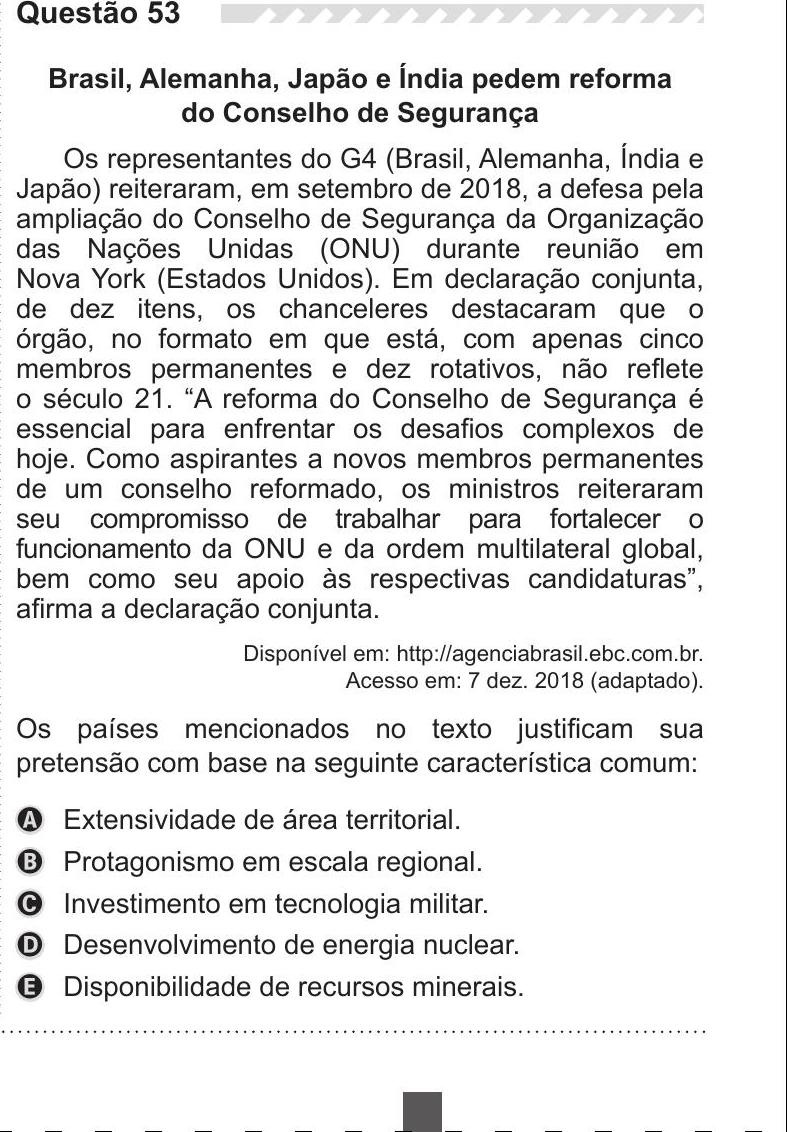 Questão 53
Brasil, Alemanha, Japão e Índia pedem reforma
do Conselho de Segurança
Os representantes do G4 (Brasil, Alemanha, Índia e
Japão) reiteraram, em setembro de 2018, a defesa pela
ampliação do Conselho de Segurança da Organização
das Nações Unidas (ONU) durante reunião em
Nova York (Estados Unidos). Em declaração conjunta,
de dez itens, os chanceleres destacaram que o
órgão, no formato em que está, com apenas cinco
membros permanentes e dez rotativos, não reflete
o século 21. “A reforma do Conselho de Segurança é
essencial para enfrentar os desafios complexos de
hoje. Como aspirantes a novos membros permanentes
de um conselho reformado, os ministros reiteraram
seu compromisso de trabalhar para fortalecer o
funcionamento da ONU e da ordem multilateral global,
bem como seu apoio às respectivas candidaturas”,
afirma a declaração conjunta.
Disponível em: http://agenciabrasil.ebc.com.br.
Acesso em: 7 dez. 2018 (adaptado).
Os países mencionados no texto justificam sua
pretensão com base na seguinte característica comum:
A Extensividade de área territorial.
B Protagonismo em escala regional.
C Investimento em tecnologia militar.
D Desenvolvimento de energia nuclear.
E Disponibilidade de recursos minerais.